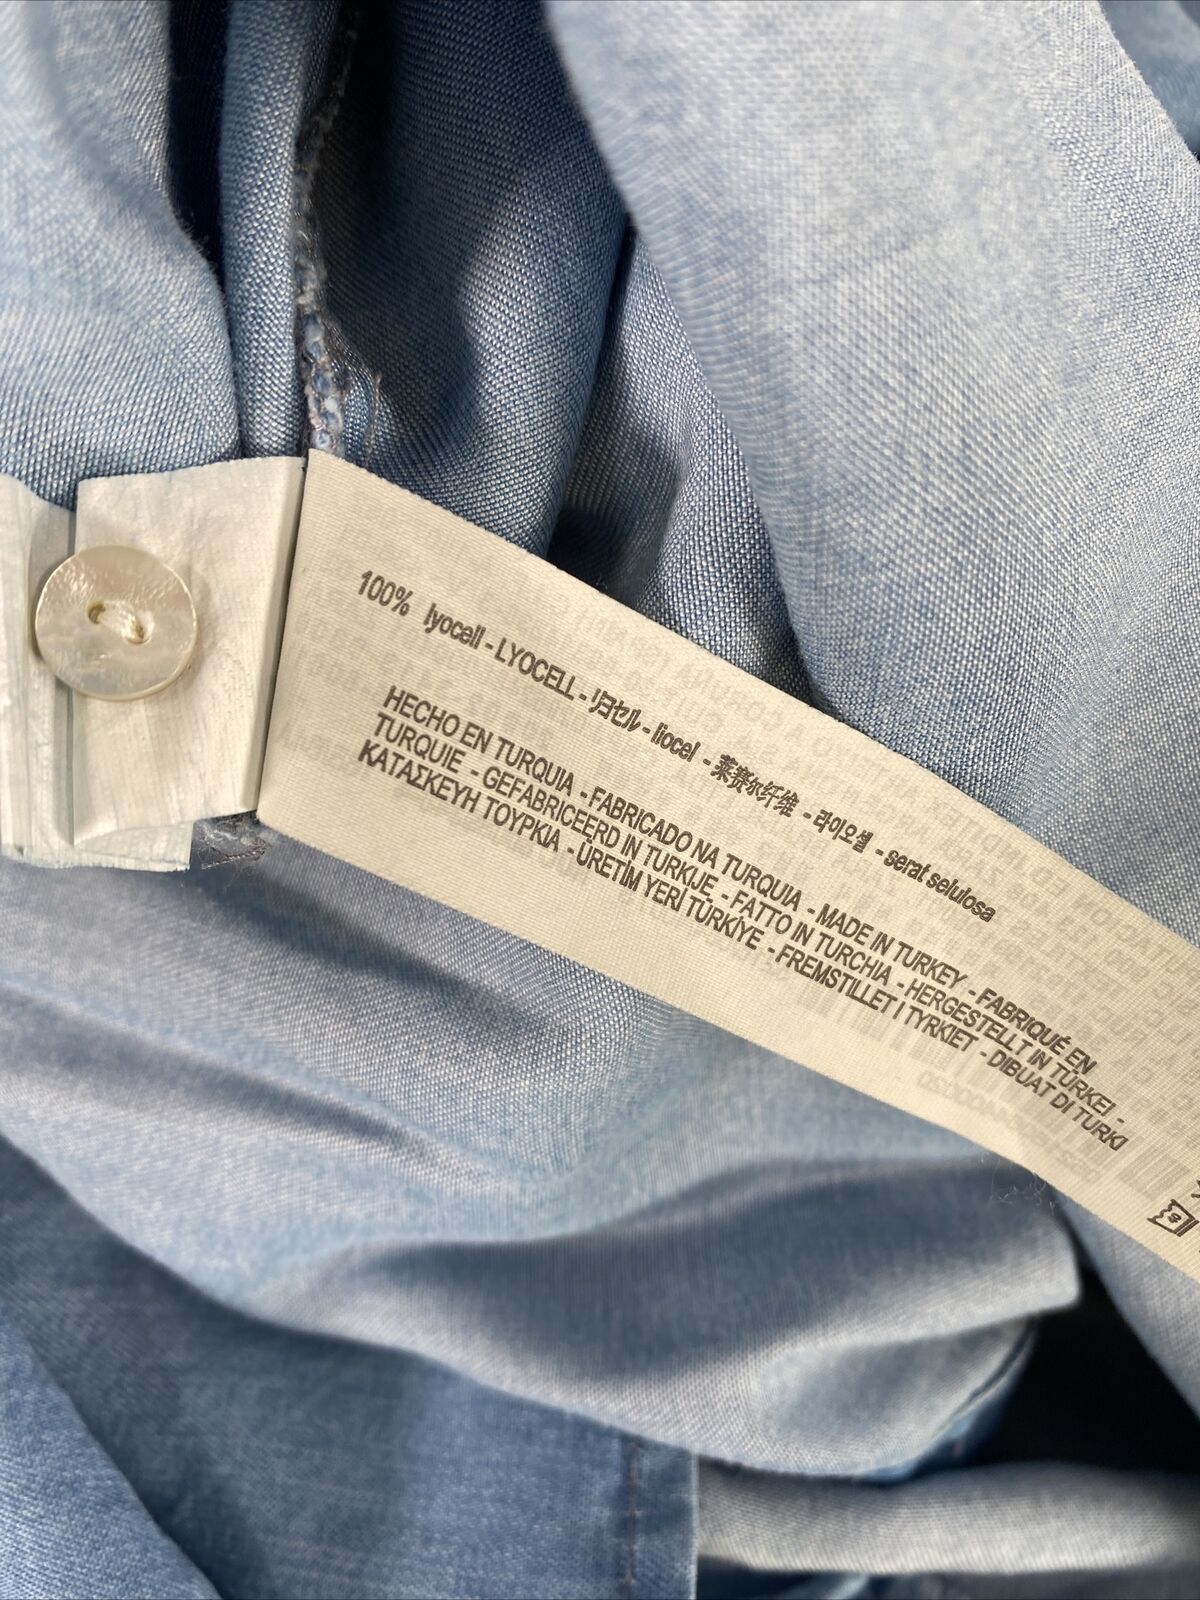 100% lyocell - LYOCELL - リヨセル - liocel - 莱赛尔纤维 - 라이오셀 - serat selulosa
HECHO EN TURQUIA - FABRICADO NA TURQUIA - MADE IN TURKEY - FABRIQUÉ EN
TURQUIE - GEFABRICEERD IN TURKIJE - FATTO IN TURCHIA - HERGESTELLT IN TÜRKEI -
ΚΑΤΑΣΚΕΥΗ ΤΟΥΡΚΙΑ - ÜRETİM YERİ TÜRKİYE - FREMSTILLET I TYRKIET - DIBUAT DI TURKI